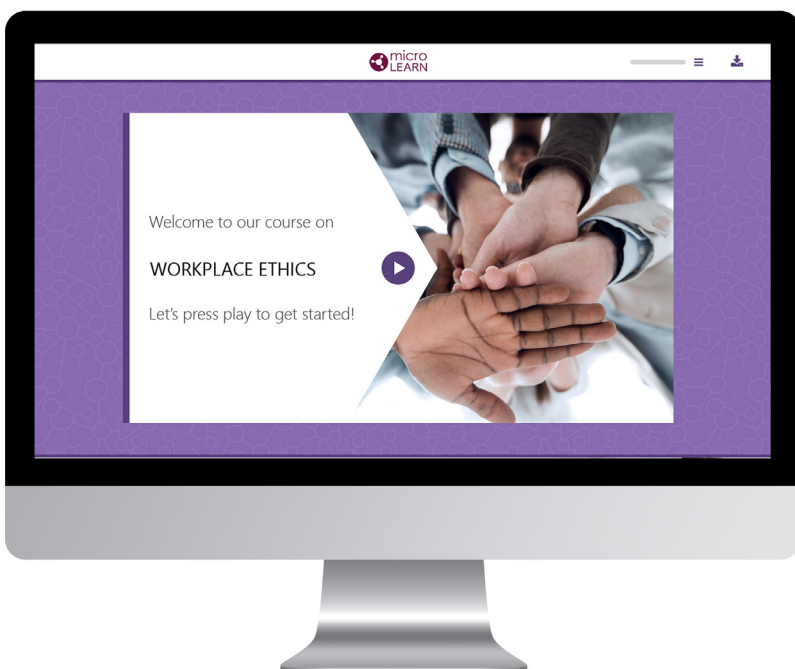 micro
LEARN
Welcome to our course on
WORKPLACE ETHICS
Let's press play to get started!